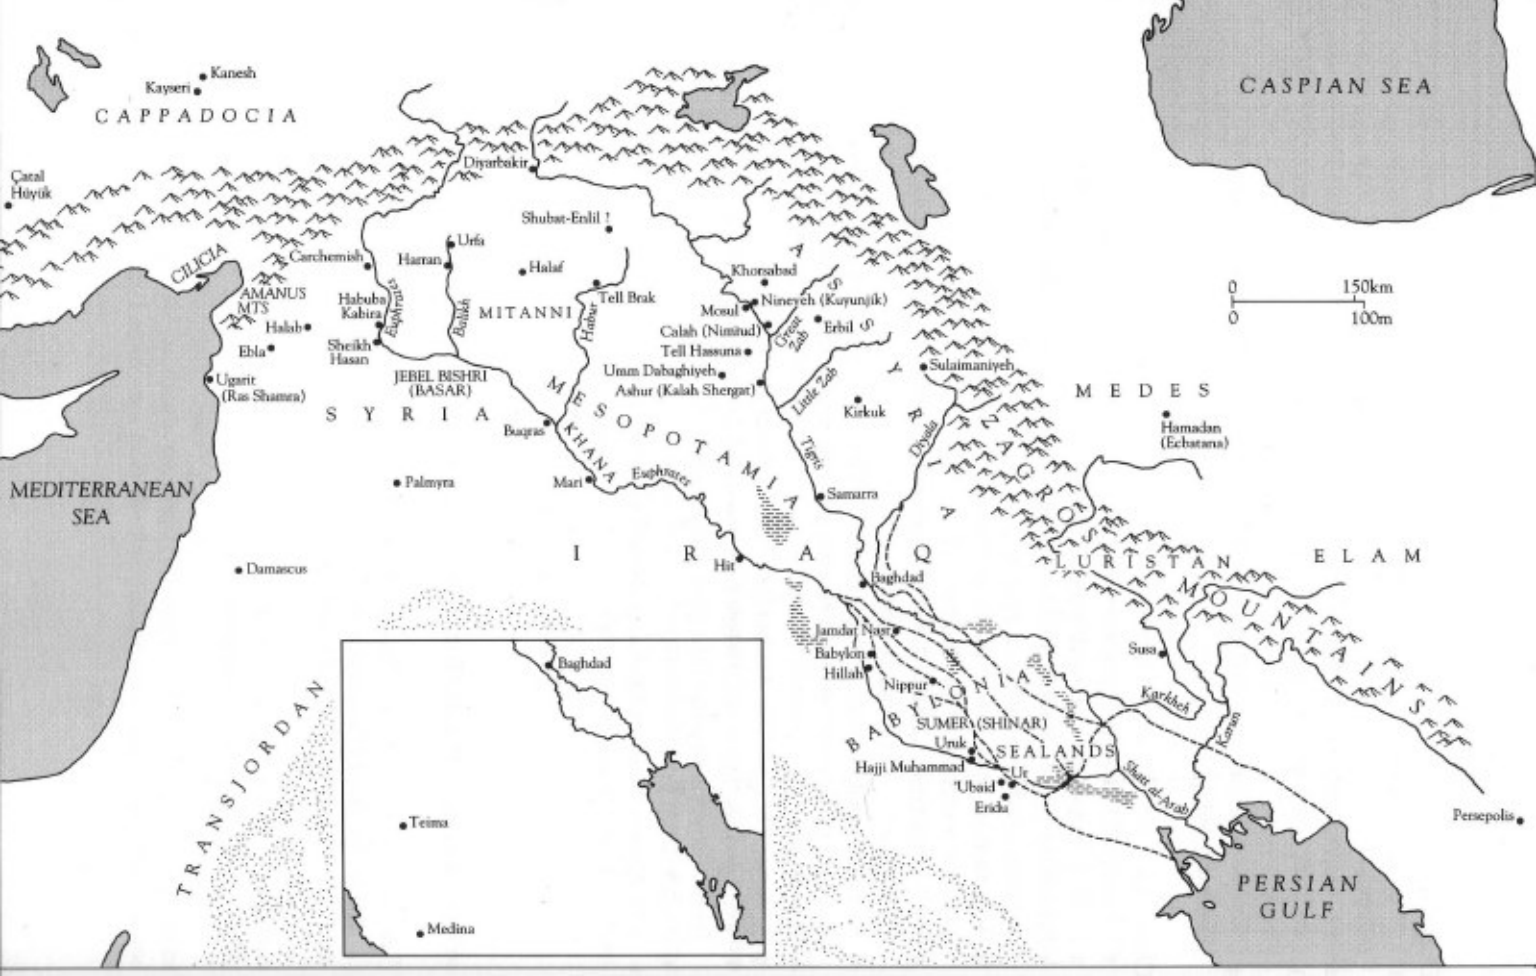 CASPIAN SEA
Kanesh
Kayseri
CAPPADOCIA
Çatal
Hüyük
Diyarbakir
Shubat-Enlil !
Urfa
Harran
Halaf
CILICIA
Carchemish
AMANUS
MTS
Habuba
Kabira
Euphrates
Balikh
MITANNI
Tell Brak
Habur
Halab
Ebla
Sheikh
Hasan
Khorsabad
Nineveh (Kuyunjik)
Mosul
Calah (Nimrud)
Great
Zab
Erbil
Tell Hassuna
Umm Dabaghiyeh
Ashur (Kalah Shergat)
Little Zab
Sulaimaniyeh
ASSYRIA
0 150km
0 100m
JEBEL BISHRI
(BASAR)
Ugarit
(Ras Shamra)
SYRIA
Kirkuk
MEDES
Hamadan
(Ecbatana)
Buqras
MESOPOTAMIA
KHANA
Tigris
Diyala
ZAGROS
MOUNTAINS
Palmyra
Mari
Euphrates
Samarra
MEDITERRANEAN
SEA
IRAQ
LURISTAN
ELAM
Damascus
Hit
Baghdad
Jamdat Nasr
Babylon
Hillah
Nippur
Susa
BABYLONIA
Karkheh
Karun
SUMER (SHINAR)
Uruk
SEALANDS
Hajji Muhammad
Ur
'Ubaid
Eridu
Shatt al-Arab
Persepolis
TRANSJORDAN
PERSIAN
GULF
Baghdad
Teima
Medina